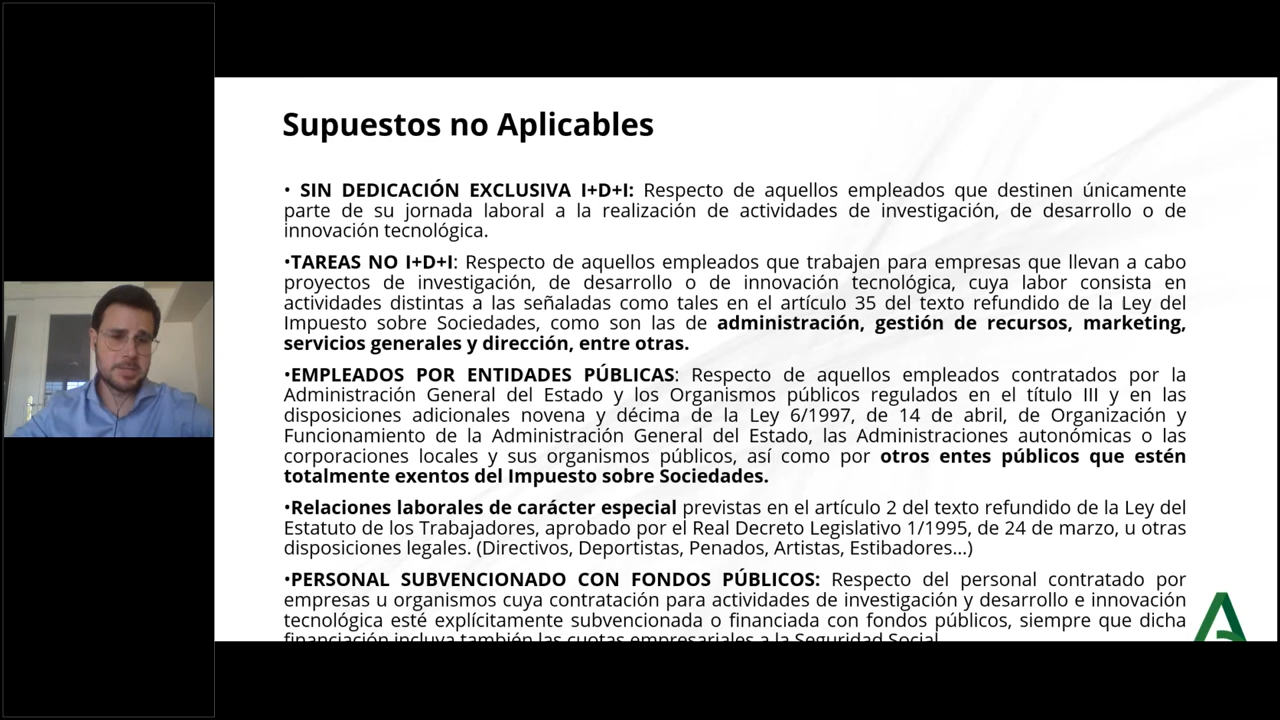 Supuestos no Aplicables
• SIN DEDICACIÓN EXCLUSIVA I+D+I: Respecto de aquellos empleados que destinen únicamente
parte de su jornada laboral a la realización de actividades de investigación, de desarrollo o de
innovación tecnológica.
•TAREAS NO I+D+I: Respecto de aquellos empleados que trabajen para empresas que llevan a cabo
proyectos de investigación, de desarrollo o de innovación tecnológica, cuya labor consista en
actividades distintas a las señaladas como tales en el artículo 35 del texto refundido de la Ley del
Impuesto sobre Sociedades, como son las de administración, gestión de recursos, marketing,
servicios generales y dirección, entre otras.
•EMPLEADOS POR ENTIDADES PÚBLICAS: Respecto de aquellos empleados contratados por la
Administración General del Estado y los Organismos públicos regulados en el título III y en las
disposiciones adicionales novena y décima de la Ley 6/1997, de 14 de abril, de Organización y
Funcionamiento de la Administración General del Estado, las Administraciones autonómicas o las
corporaciones locales y sus organismos públicos, así como por otros entes públicos que estén
totalmente exentos del Impuesto sobre Sociedades.
•Relaciones laborales de carácter especial previstas en el artículo 2 del texto refundido de la Ley del
Estatuto de los Trabajadores, aprobado por el Real Decreto Legislativo 1/1995, de 24 de marzo, u otras
disposiciones legales. (Directivos, Deportistas, Penados, Artistas, Estibadores...)
•PERSONAL SUBVENCIONADO CON FONDOS PÚBLICOS: Respecto del personal contratado por
empresas u organismos cuya contratación para actividades de investigación y desarrollo e innovación
tecnológica esté explícitamente subvencionada o financiada con fondos públicos, siempre que dicha
financiación incluya también las cuotas empresariales a la Seguridad Social.